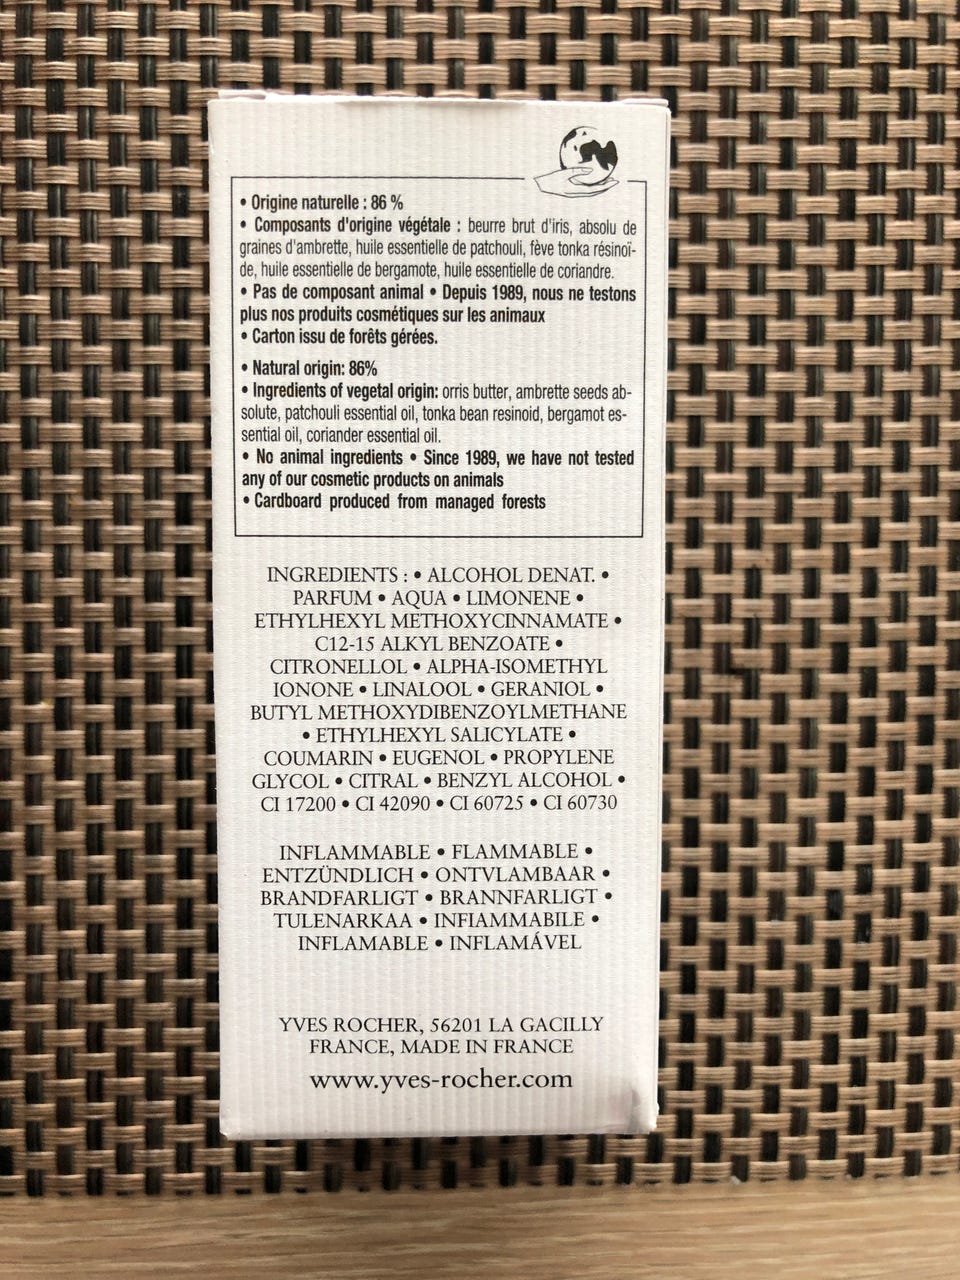 • Origine naturelle : 86 %
• Composants d'origine végétale : beurre brut d'iris, absolu de
graines d'ambrette, huile essentielle de patchouli, fève tonka résinoï-
de, huile essentielle de bergamote, huile essentielle de coriandre.
• Pas de composant animal • Depuis 1989, nous ne testons
plus nos produits cosmétiques sur les animaux
• Carton issu de forêts gérées.
• Natural origin: 86%
• Ingredients of vegetal origin: orris butter, ambrette seeds ab-
solute, patchouli essential oil, tonka bean resinoid, bergamot es-
sential oil, coriander essential oil.
• No animal ingredients • Since 1989, we have not tested
any of our cosmetic products on animals
• Cardboard produced from managed forests
INGREDIENTS : • ALCOHOL DENAT. •
PARFUM • AQUA • LIMONENE •
ETHYLHEXYL METHOXYCINNAMATE •
C12-15 ALKYL BENZOATE •
CITRONELLOL • ALPHA-ISOMETHYL
IONONE • LINALOOL • GERANIOL •
BUTYL METHOXYDIBENZOYLMETHANE
• ETHYLHEXYL SALICYLATE •
COUMARIN • EUGENOL • PROPYLENE
GLYCOL • CITRAL • BENZYL ALCOHOL •
CI 17200 • CI 42090 • CI 60725 • CI 60730
INFLAMMABLE • FLAMMABLE •
ENTZÜNDLICH • ONTVLAMBAAR •
BRANDFARLIGT • BRANNFARLIGT •
TULENARKAA • INFIAMMABILE •
INFLAMABLE • INFLAMÁVEL
YVES ROCHER, 56201 LA GACILLY
FRANCE, MADE IN FRANCE
www.yves-rocher.com